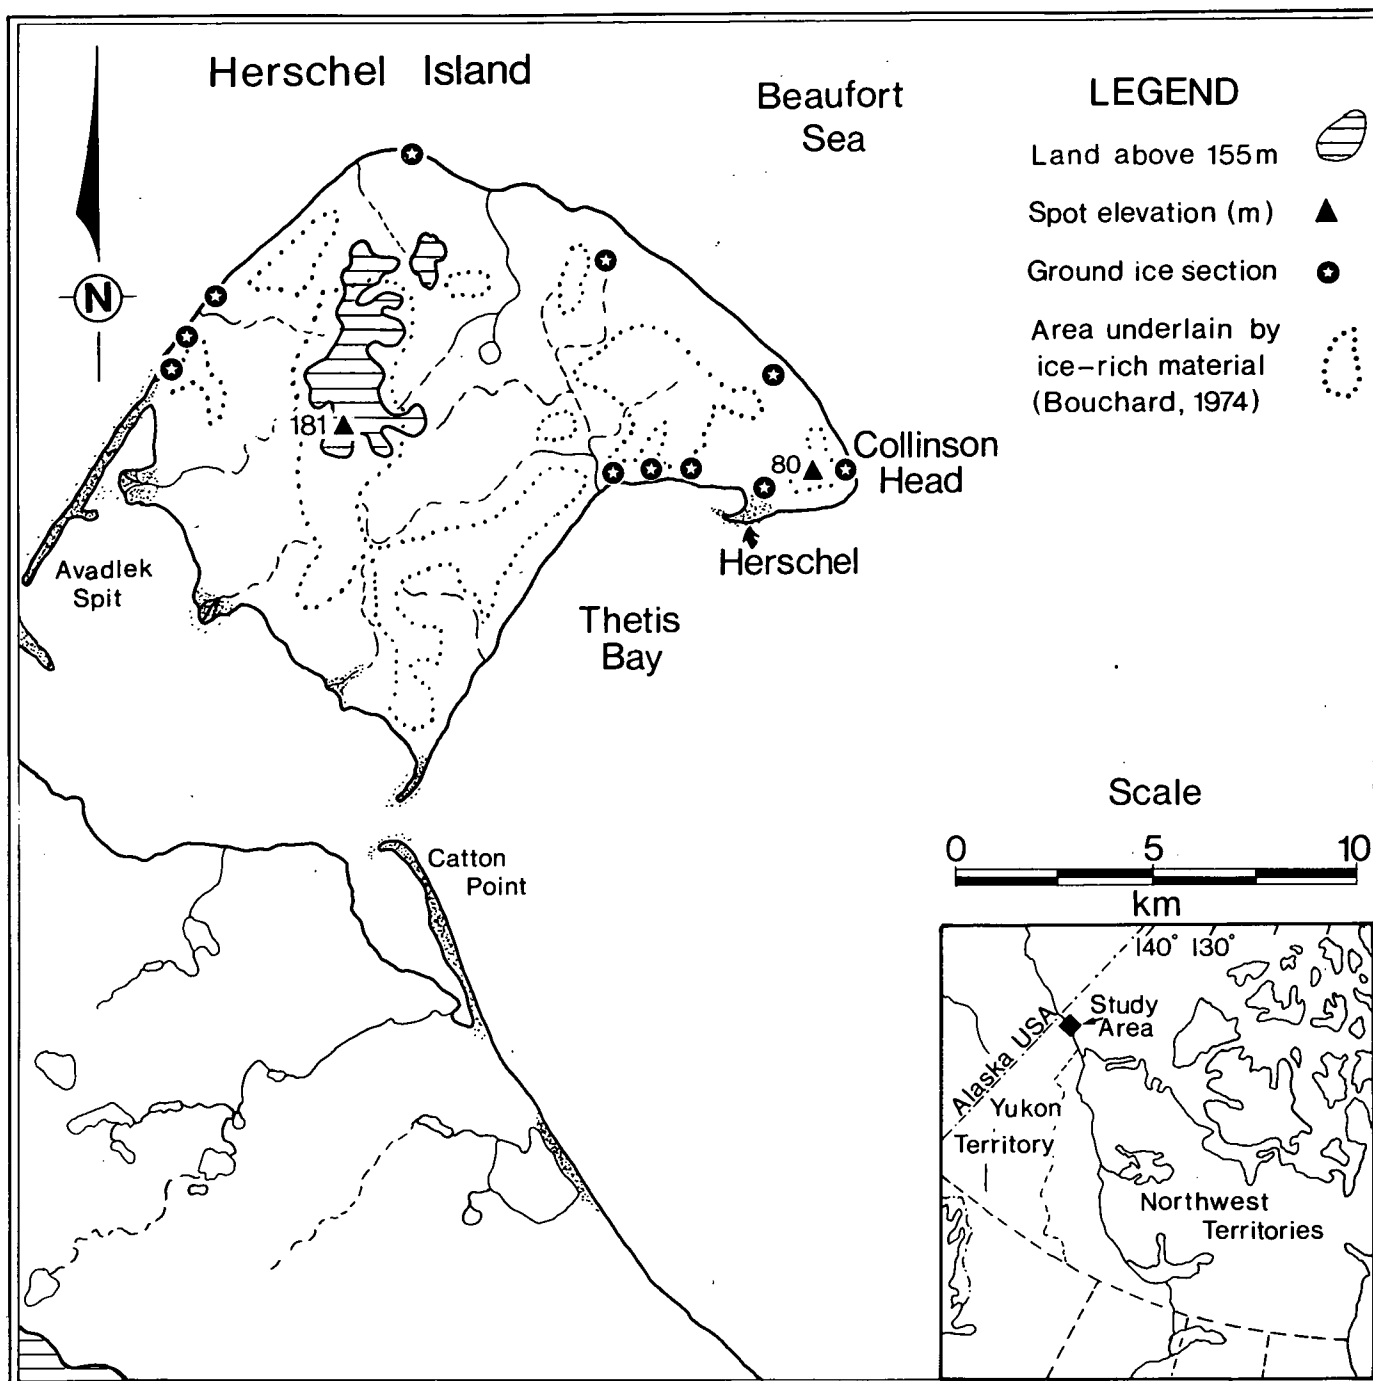 Herschel Island
Beaufort
Sea
N
LEGEND
Land above 155m
Spot elevation (m)
Ground ice section
Area underlain by
ice-rich material
(Bouchard, 1974)
181
80
Collinson
Head
Herschel
Avadlek
Spit
Thetis
Bay
Catton
Point
Scale
0 5 10
km
140° 130°
Study
Area
Alaska USA
Yukon
Territory
Northwest
Territories